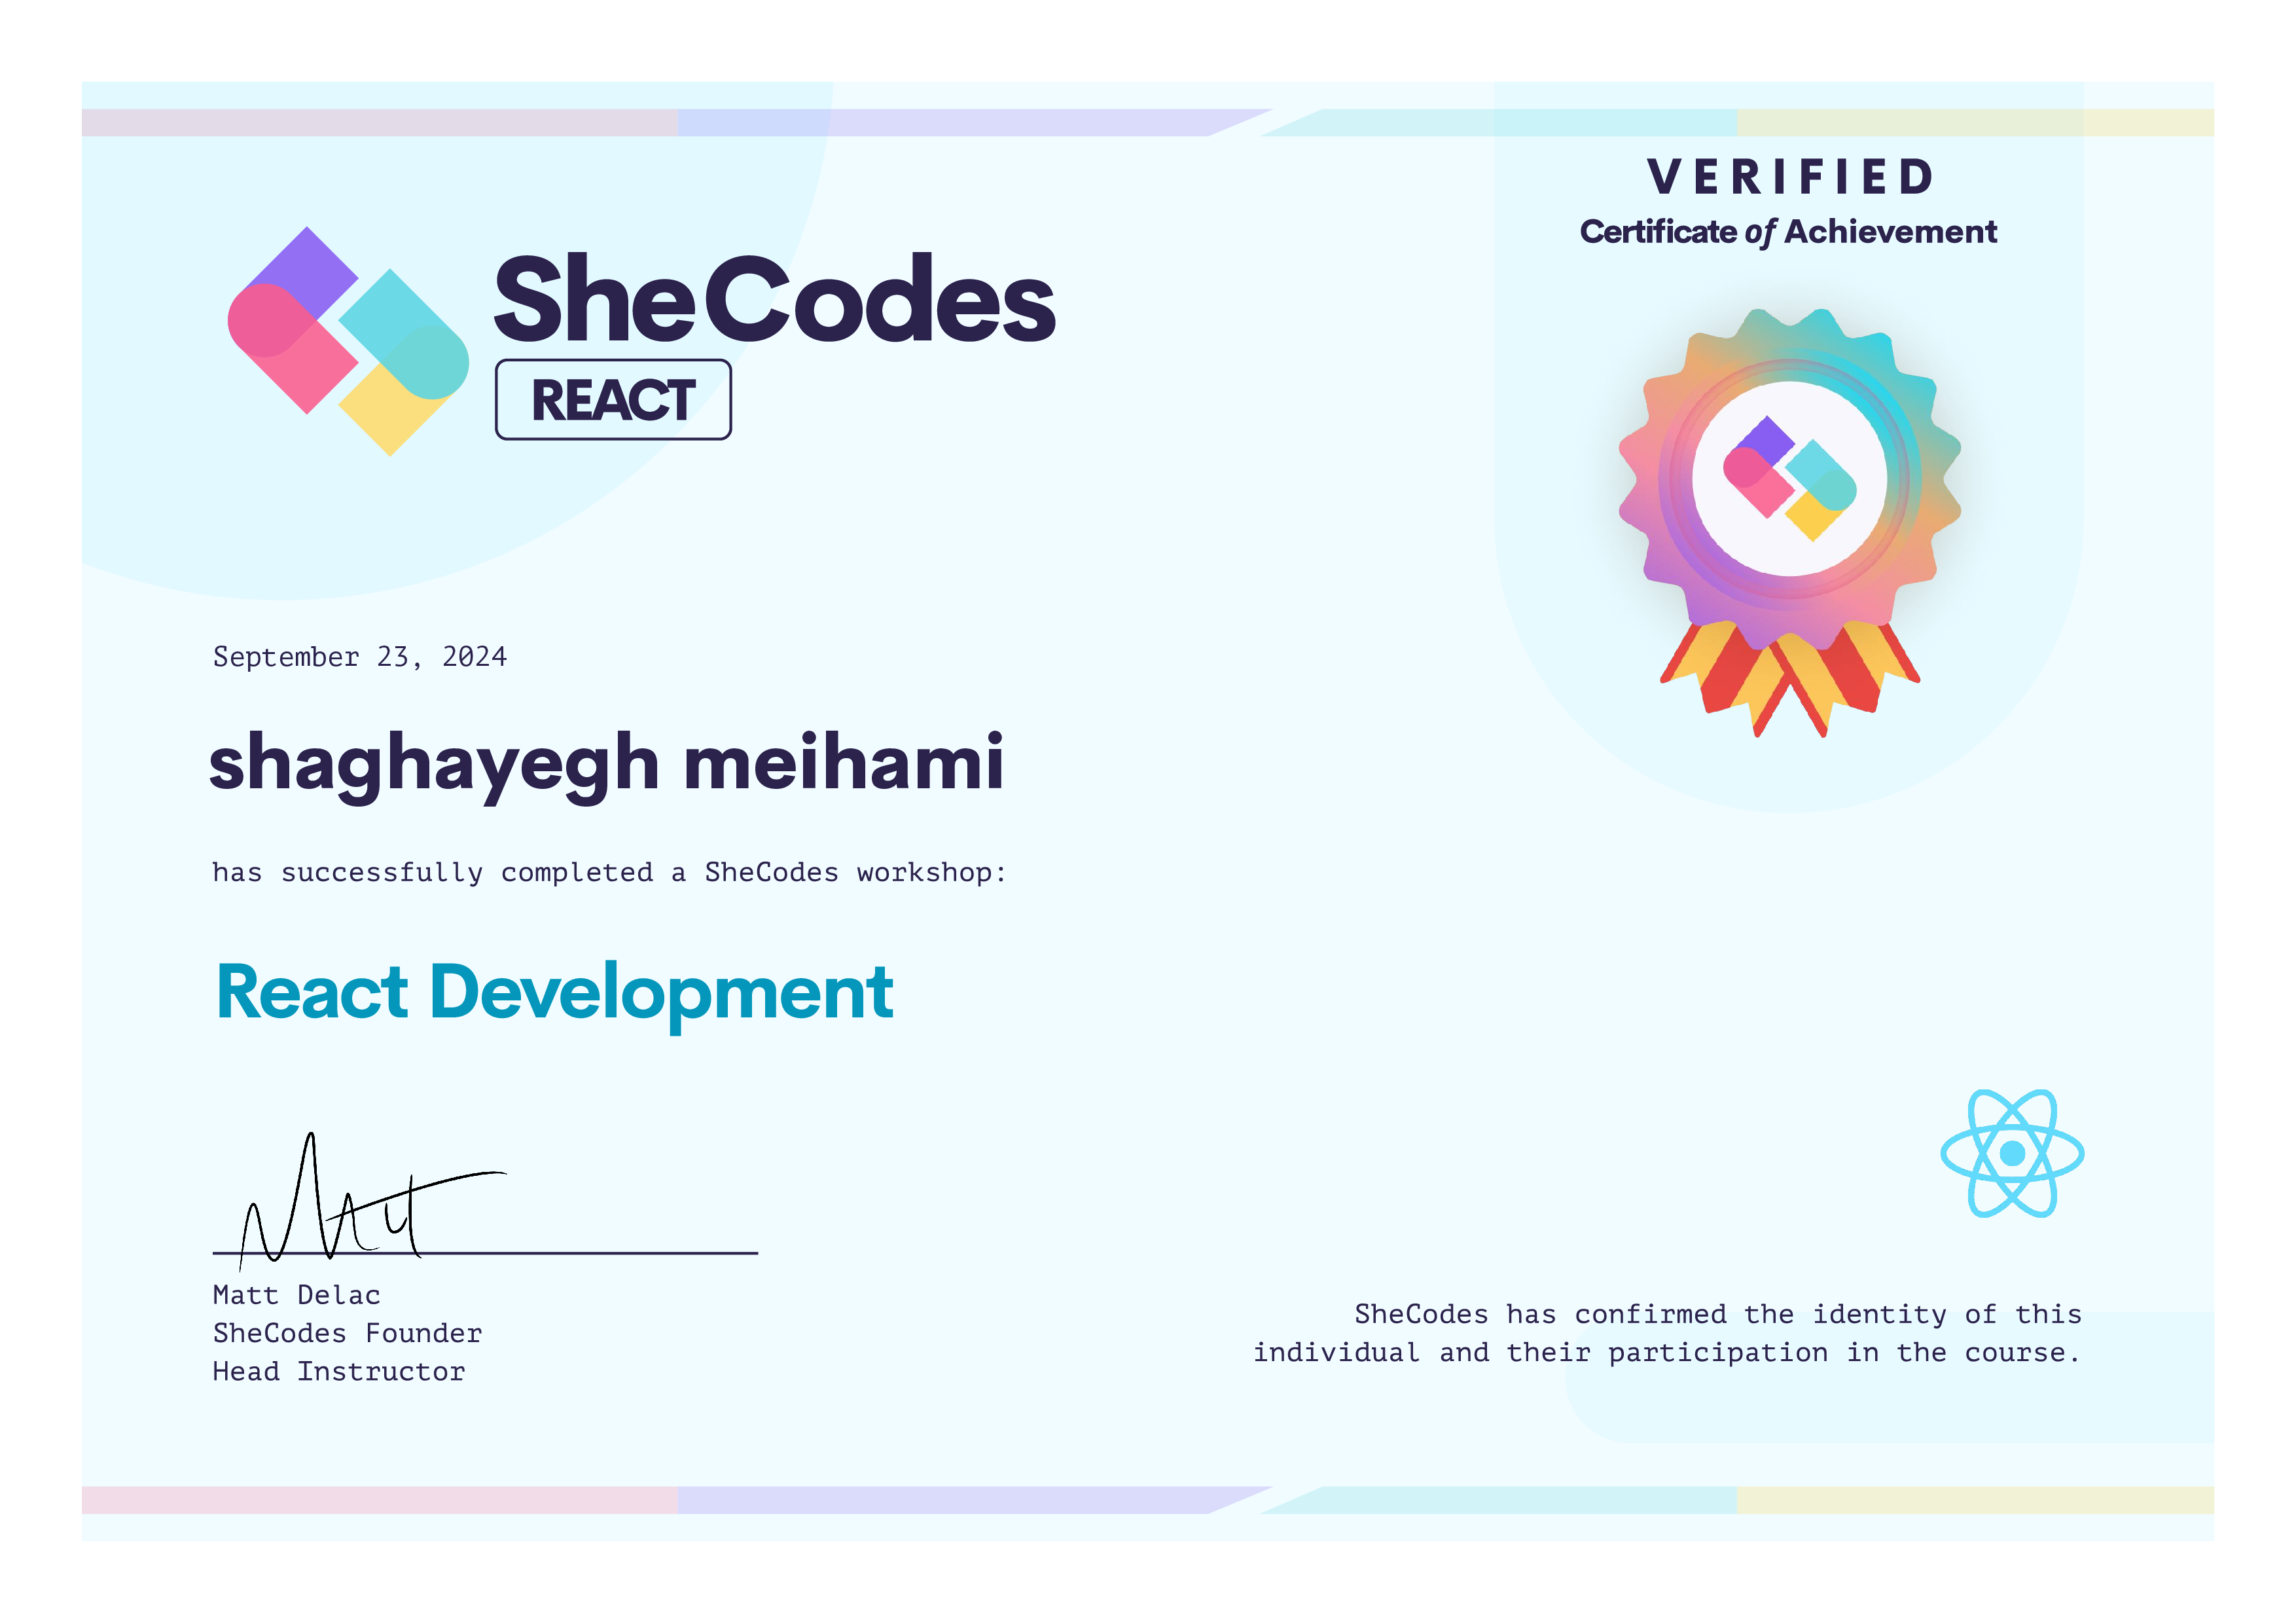 VERIFIED
Certificate of Achievement
SheCodes
REACT
September 23, 2024
shaghayegh meihami
has successfully completed a SheCodes workshop:
React Development
Matt
Matt Delac
SheCodes Founder
Head Instructor
SheCodes has confirmed the identity of this
individual and their participation in the course.